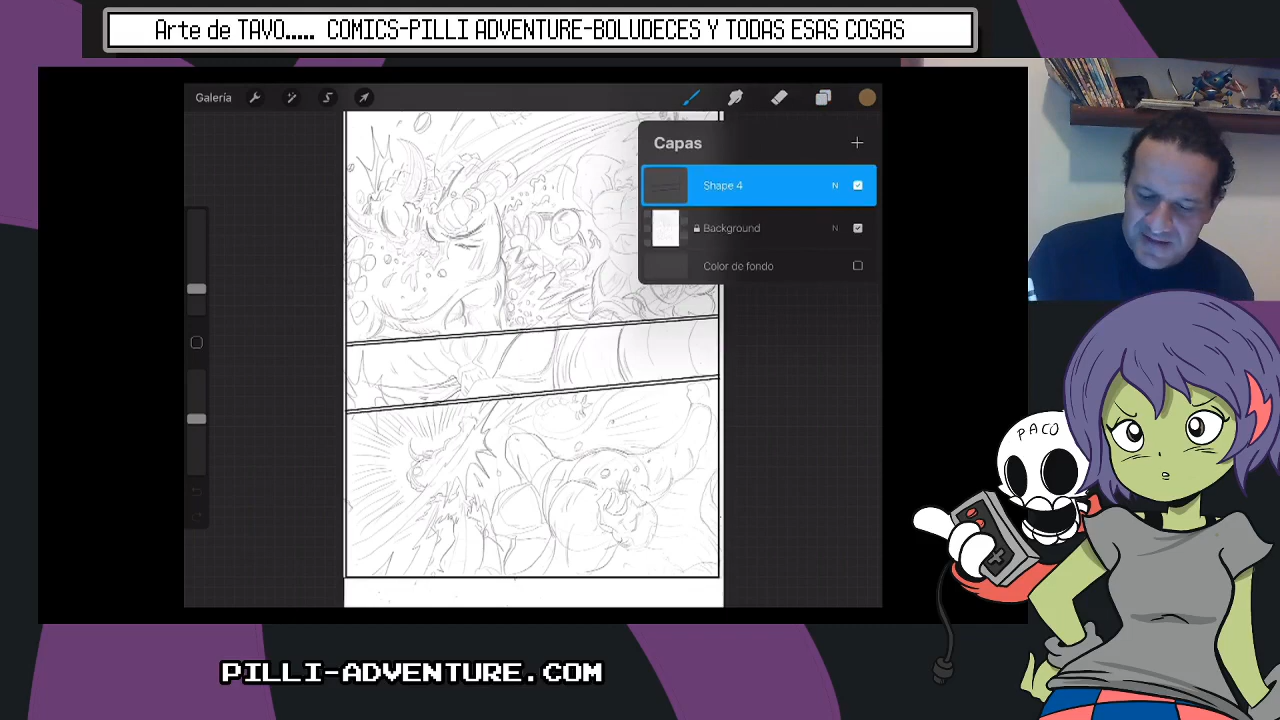 Arte de TAVO..... COMICS-PILLI ADVENTURE-BOLUDECES Y TODAS ESAS COSAS
Galería
Capas
Shape 4 N
Background N
Color de fondo
PACO
PILLI-ADVENTURE.COM